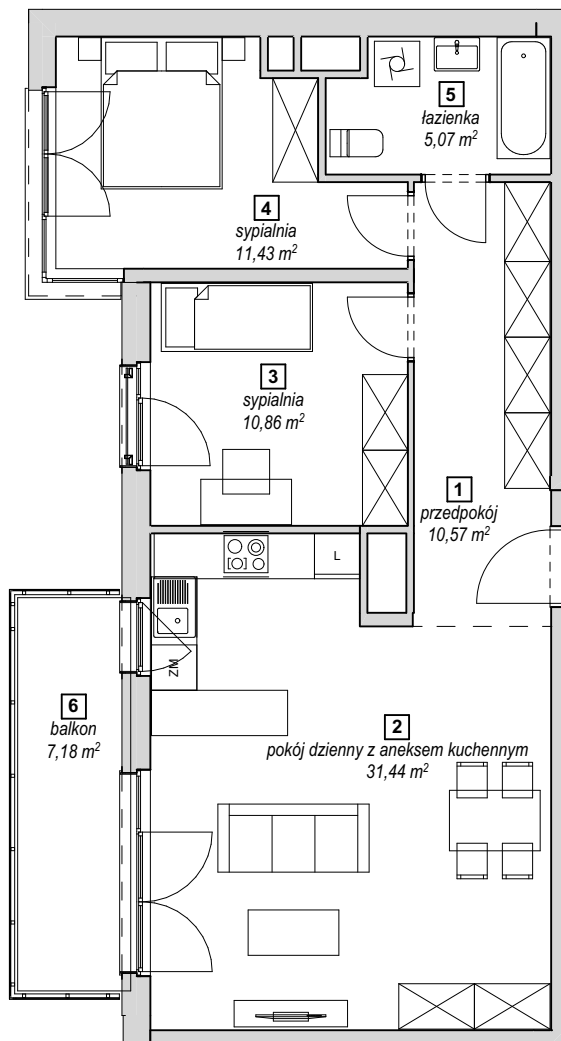 5
łazienka
5,07 m²
4
sypialnia
11,43 m²
3
sypialnia
10,86 m²
1
przedpokój
10,57 m²
L
ZM
6
balkon
7,18 m²
2
pokój dzienny z aneksem kuchennym
31,44 m²